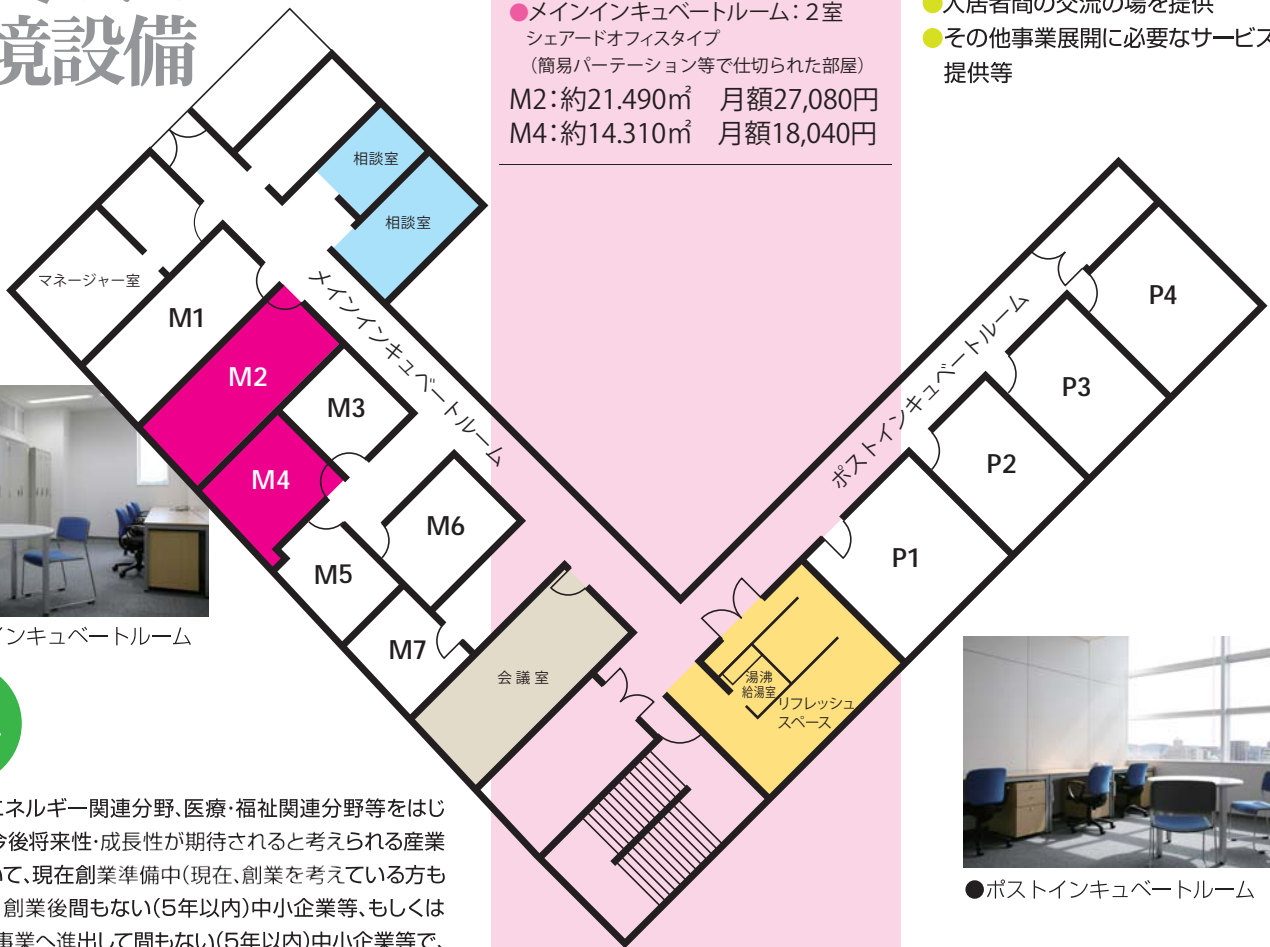 境設備
●メインインキュベートルーム：２室
シェアードオフィスタイプ
（簡易パーテーション等で仕切られた部屋）
M2：約21.490㎡　月額27,080円
M4：約14.310㎡　月額18,040円
●入居者間の交流の場を提供
●その他事業展開に必要なサービス
提供等
相談室
相談室
マネージャー室
メインインキュベートルーム
M1
M2
M3
M4
M5
M6
M7
会議室
ポストインキュベートルーム
P4
P3
P2
P1
湯沸
給湯室
リフレッシュ
スペース
ンキュベートルーム
●ポストインキュベートルーム
ネルギー関連分野、医療・福祉関連分野等をはじ
今後将来性・成長性が期待されると考えられる産業
いて、現在創業準備中（現在、創業を考えている方も
創業後間もない（5年以内）中小企業等、もしくは
事業へ進出して間もない（5年以内）中小企業等で、